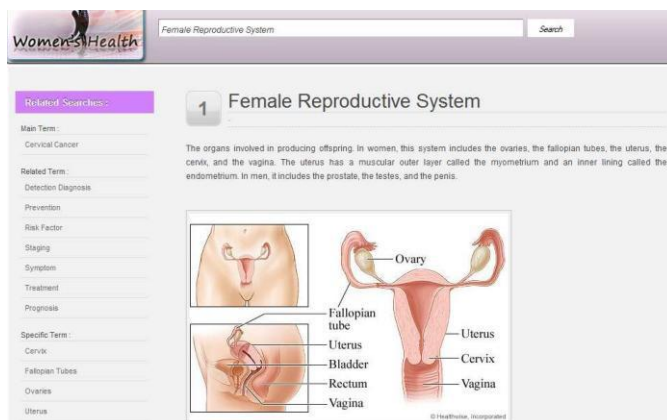 Women's Health
Female Reproductive System
Search
Related Searches :
Main Term :
Cervical Cancer
Related Term :
Detection Diagnosis
Prevention
Risk Factor
Staging
Symptom
Treatment
Prognosis
Specific Term :
Cervix
Fallopian Tubes
Ovaries
Uterus
1
Female Reproductive System
The organs involved in producing offspring. In women, this system includes the ovaries, the fallopian tubes, the uterus, the
cervix, and the vagina. The uterus has a muscular outer layer called the myometrium and an inner lining called the
endometrium. In men, it includes the prostate, the testes, and the penis.
Ovary
Fallopian
tube
Uterus
Bladder
Rectum
Vagina
Uterus
Cervix
Vagina
© Healthwise, Incorporated